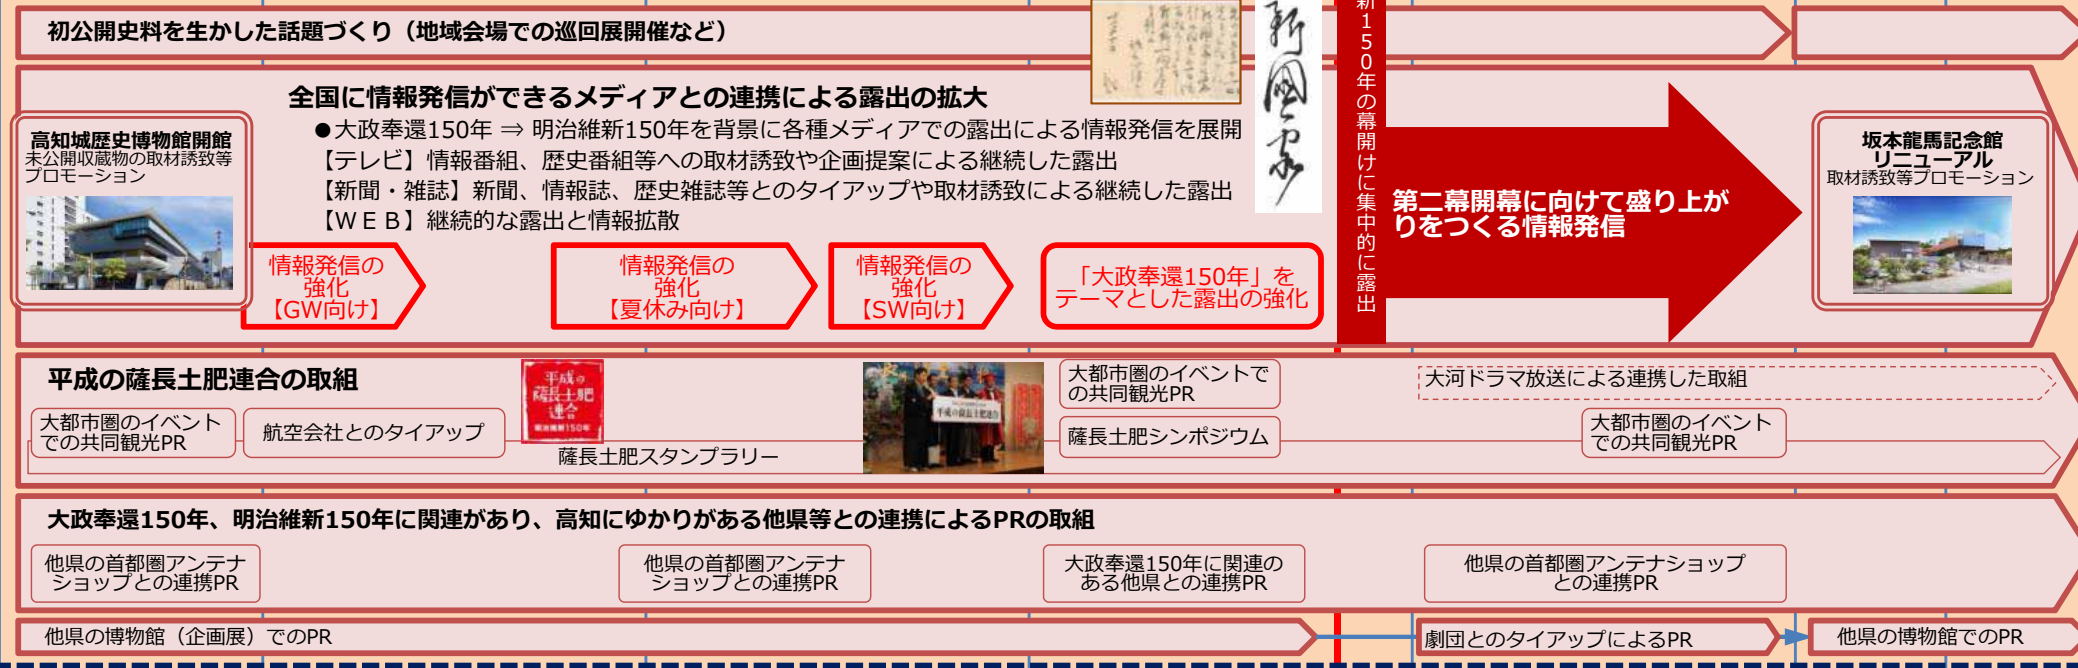 初公開史料を生かした話題づくり（地域会場での巡回展開催など）
新国家
新150年の幕開けに集中的に露出
全国に情報発信ができるメディアとの連携による露出の拡大
●大政奉還150年 ⇒ 明治維新150年を背景に各種メディアでの露出による情報発信を展開
【テレビ】情報番組、歴史番組等への取材誘致や企画提案による継続した露出
【新聞・雑誌】新聞、情報誌、歴史雑誌等とのタイアップや取材誘致による継続した露出
【ＷＥＢ】継続的な露出と情報拡散
高知城歴史博物館開館
未公開収蔵物の取材誘致等
プロモーション
情報発信の
強化
【GW向け】
情報発信の
強化
【夏休み向け】
情報発信の
強化
【SW向け】
「大政奉還150年」を
テーマとした露出の強化
第二幕開幕に向けて盛り上が
りをつくる情報発信
坂本龍馬記念館
リニューアル
取材誘致等プロモーション
平成の薩長土肥連合の取組
大都市圏のイベント
での共同観光PR
航空会社とのタイアップ
平成の
薩長土肥
連合
明治維新150年
薩長土肥スタンプラリー
平成の薩長土肥連合
大都市圏のイベントで
の共同観光PR
薩長土肥シンポジウム
大河ドラマ放送による連携した取組
大都市圏のイベント
での共同観光PR
大政奉還150年、明治維新150年に関連があり、高知にゆかりがある他県等との連携によるPRの取組
他県の首都圏アンテナ
ショップとの連携PR
他県の首都圏アンテナ
ショップとの連携PR
大政奉還150年に関連の
ある他県との連携PR
他県の首都圏アンテナショップ
との連携PR
他県の博物館（企画展）でのPR
劇団とのタイアップによるPR
他県の博物館でのPR